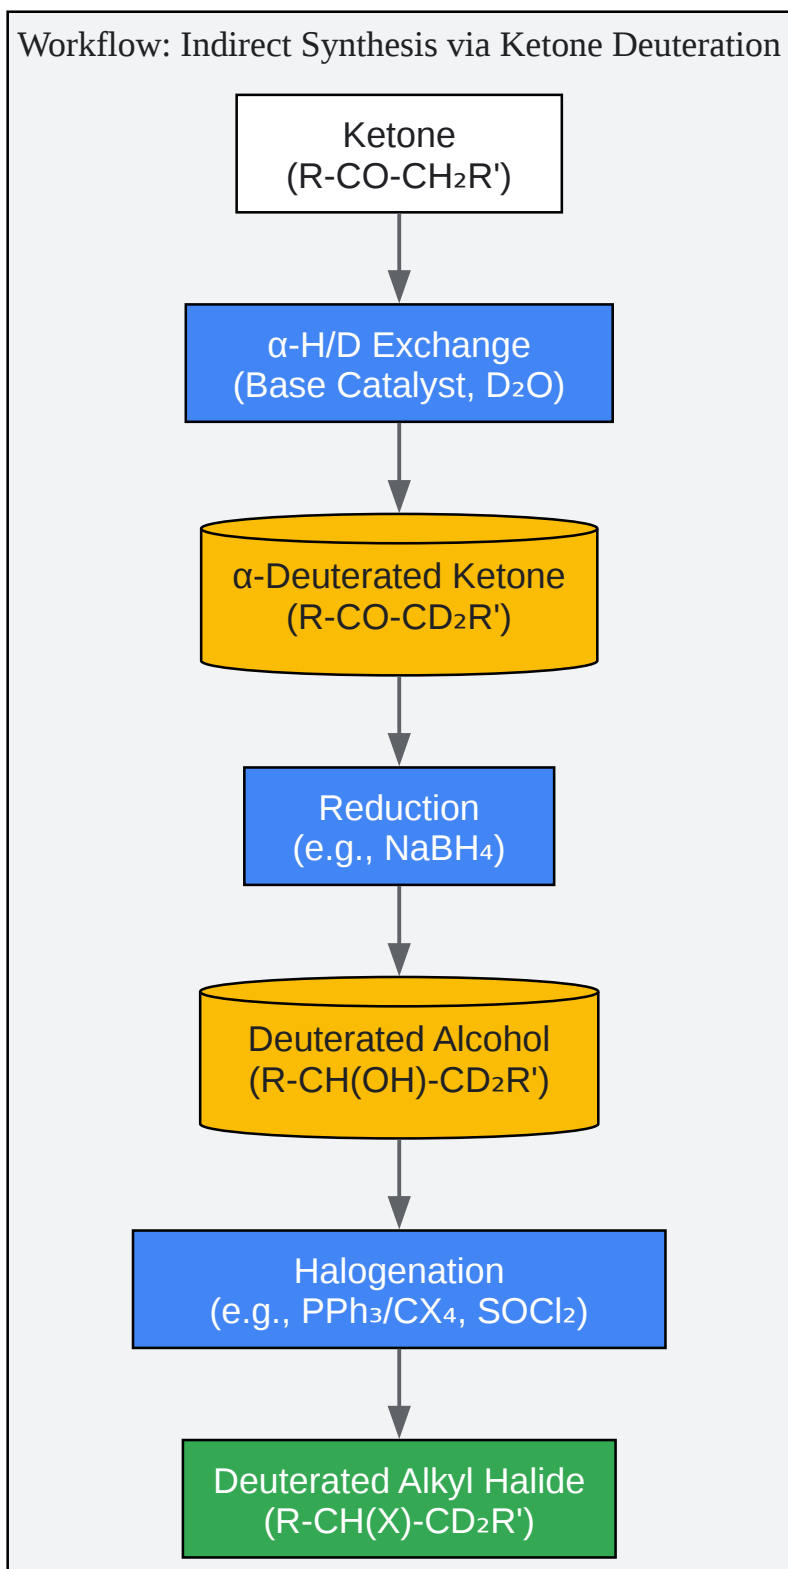 Workflow: Indirect Synthesis via Ketone Deuteration
Ketone
(R-CO-CH₂R')
α-H/D Exchange
(Base Catalyst, D₂O)
α-Deuterated Ketone
(R-CO-CD₂R')
Reduction
(e.g., NaBH₄)
Deuterated Alcohol
(R-CH(OH)-CD₂R')
Halogenation
(e.g., PPh₃/CX₄, SOCl₂)
Deuterated Alkyl Halide
(R-CH(X)-CD₂R')